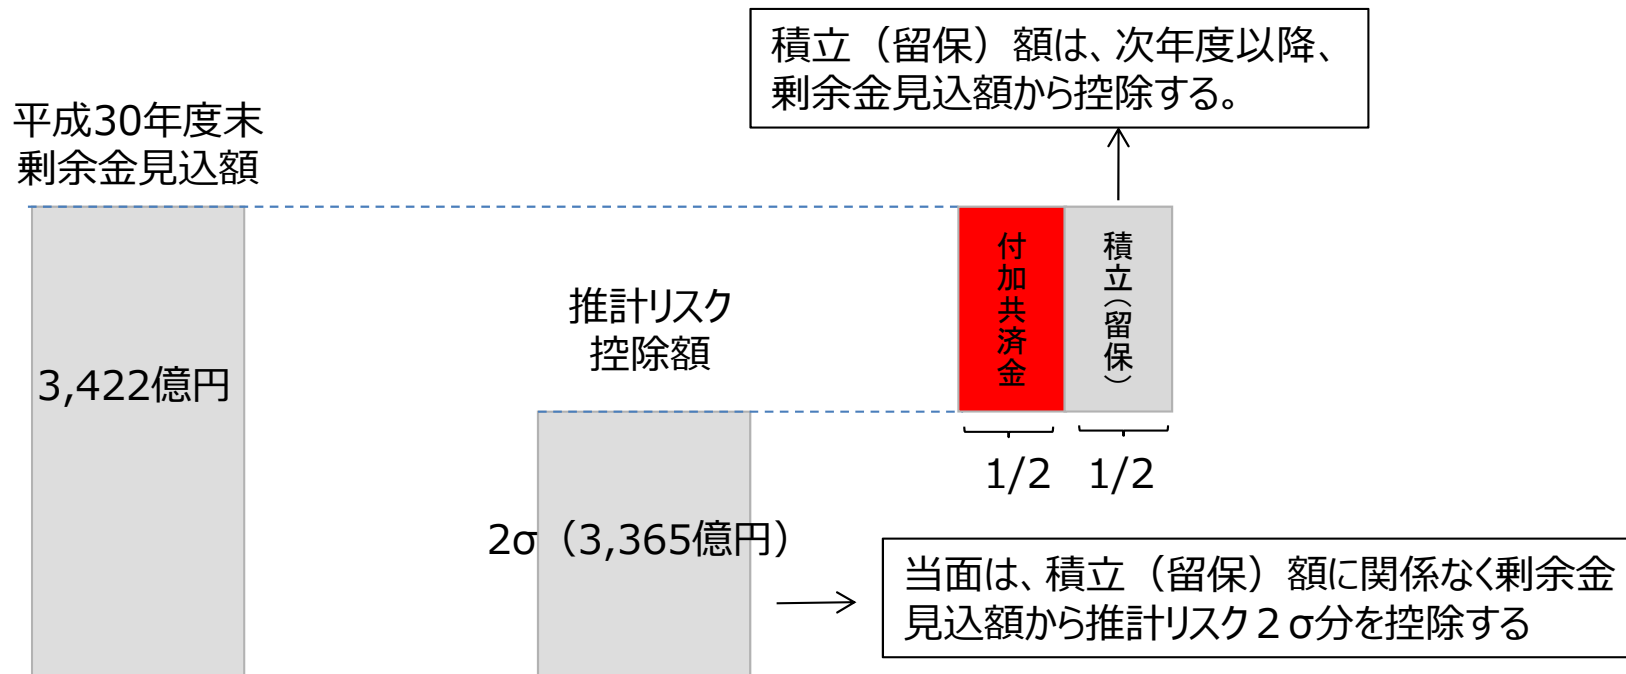 積立（留保）額は、次年度以降、
剰余金見込額から控除する。
平成30年度末
剰余金見込額
付加共済金
積立（留保）
推計リスク
控除額
3,422億円
1/2
1/2
2σ（3,365億円）
当面は、積立（留保）額に関係なく剰余金
見込額から推計リスク２σ分を控除する